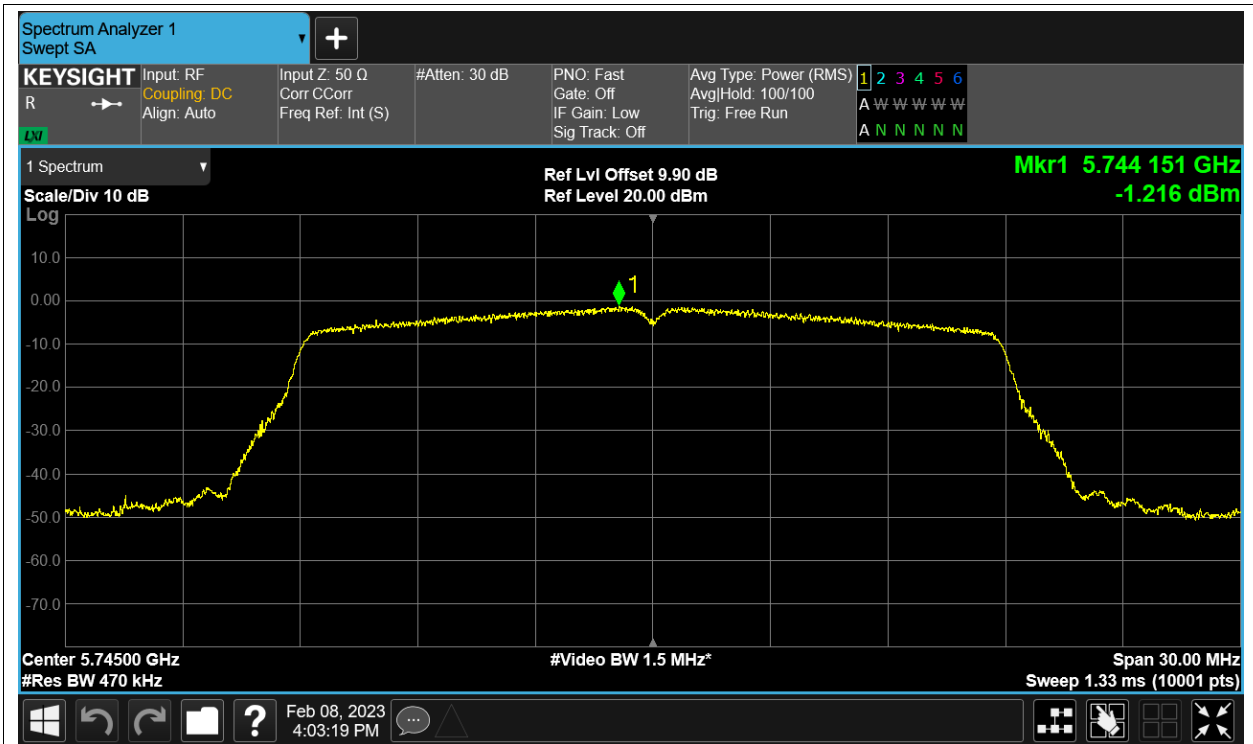 Spectrum Analyzer 1
Swept SA
+
KEYSIGHT
R
LXI
Input: RF
Coupling: DC
Align: Auto
Input Z: 50 Ω
Corr CCorr
Freq Ref: Int (S)
#Atten: 30 dB
PNO: Fast
Gate: Off
IF Gain: Low
Sig Track: Off
Avg Type: Power (RMS)
Avg|Hold: 100/100
Trig: Free Run
1 2 3 4 5 6
A W W W W W
A N N N N N
1 Spectrum
Scale/Div 10 dB
Ref Lvl Offset 9.90 dB
Ref Level 20.00 dBm
Mkr1 5.744 151 GHz
-1.216 dBm
Log
10.0
0.00
-10.0
-20.0
-30.0
-40.0
-50.0
-60.0
-70.0
1
Center 5.74500 GHz
#Res BW 470 kHz
#Video BW 1.5 MHz*
Span 30.00 MHz
Sweep 1.33 ms (10001 pts)
?
Feb 08, 2023
4:03:19 PM